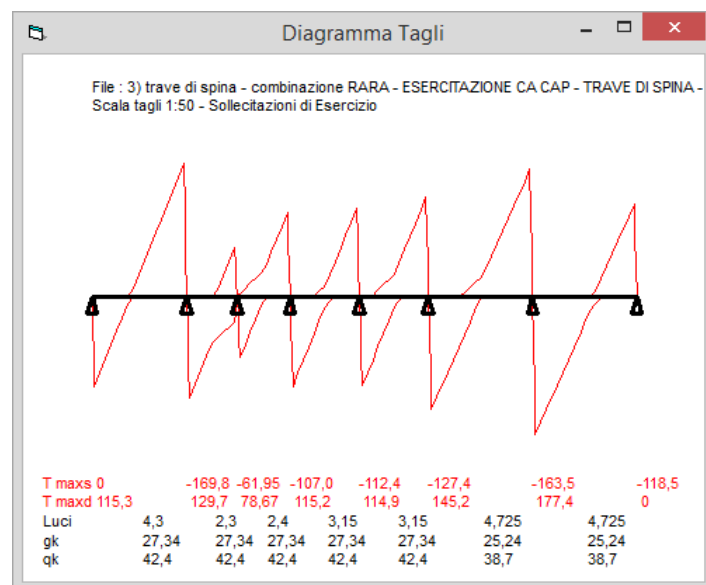 Diagramma Tagli
File : 3) trave di spina - combinazione RARA - ESERCITAZIONE CA CAP - TRAVE DI SPINA -
Scala tagli 1:50 - Sollecitazioni di Esercizio
T maxs 0 -169,8 -61,95 -107,0 -112,4 -127,4 -163,5 -118,5
T maxd 115,3 129,7 78,67 115,2 114,9 145,2 177,4 0
Luci 4,3 2,3 2,4 3,15 3,15 4,725 4,725
gk 27,34 27,34 27,34 27,34 27,34 25,24 25,24
qk 42,4 42,4 42,4 42,4 42,4 38,7 38,7